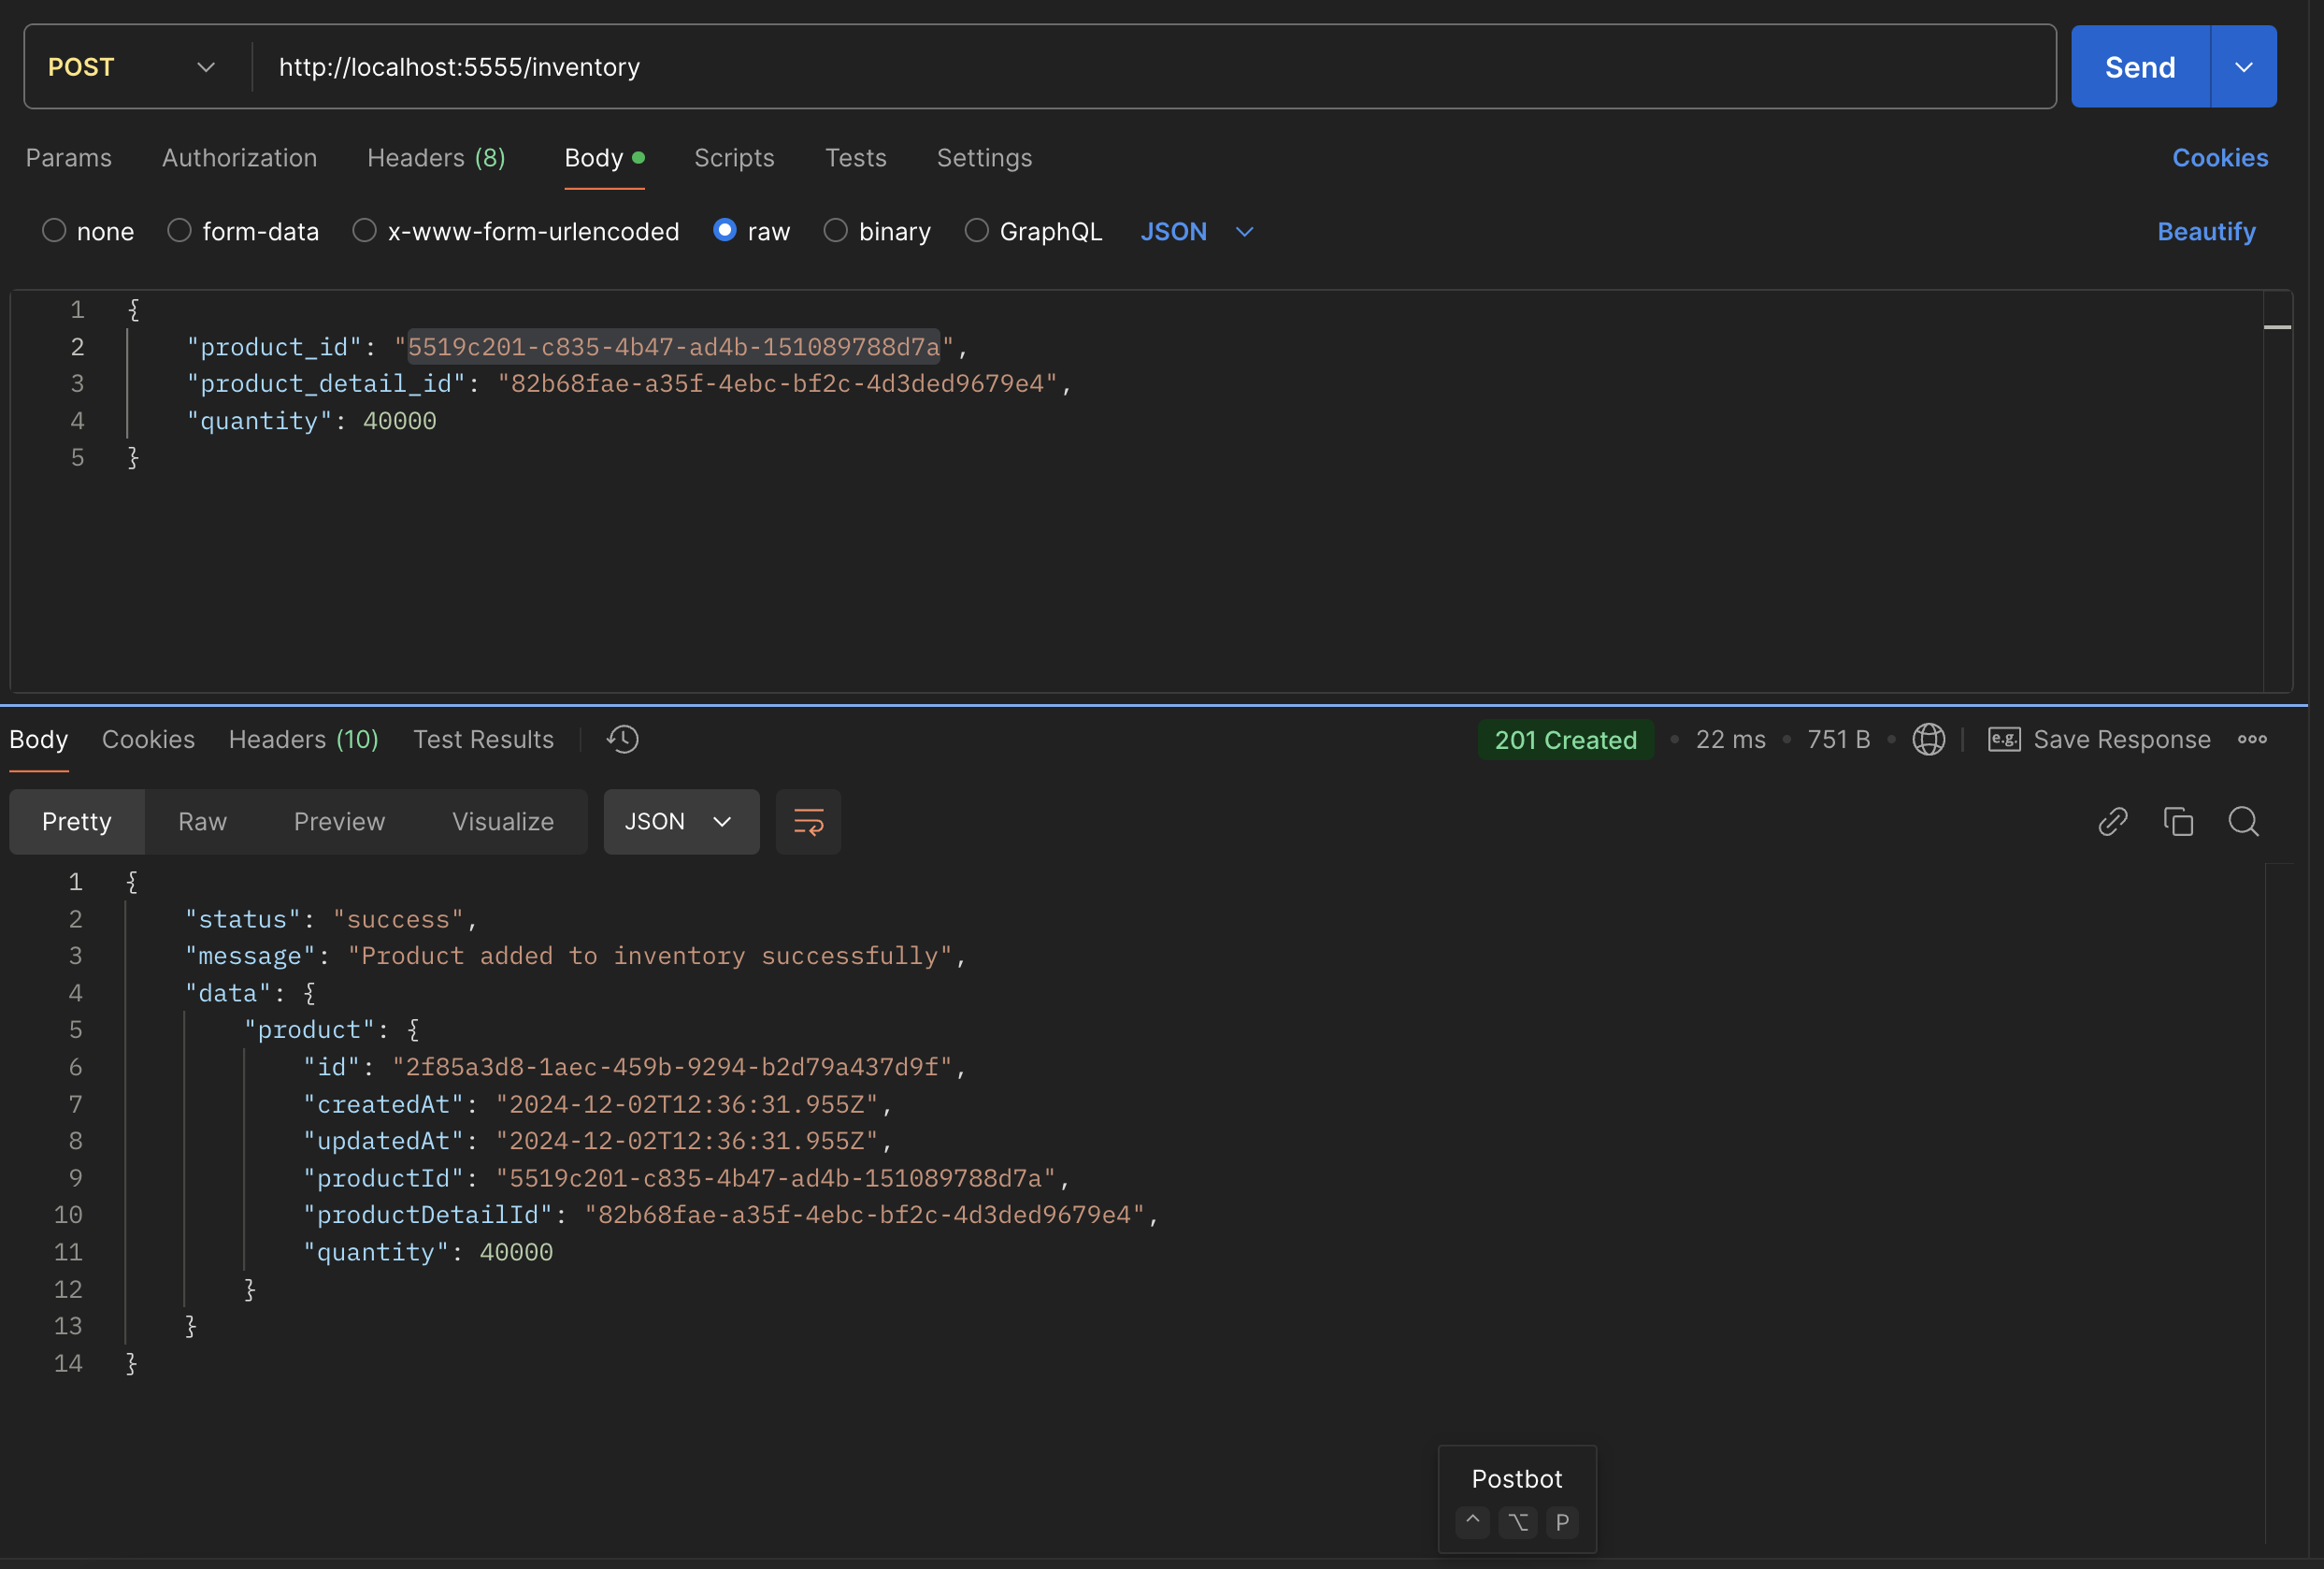 POST http://localhost:5555/inventory Send
Params Authorization Headers (8) Body Scripts Tests Settings Cookies
none form-data x-www-form-urlencoded raw binary GraphQL JSON Beautify
1 {
2 "product_id": "5519c201-c835-4b47-ad4b-151089788d7a",
3 "product_detail_id": "82b68fae-a35f-4ebc-bf2c-4d3ded9679e4",
4 "quantity": 40000
5 }
Body Cookies Headers (10) Test Results 201 Created • 22 ms • 751 B • e.g. Save Response
Pretty Raw Preview Visualize JSON
1 {
2 "status": "success",
3 "message": "Product added to inventory successfully",
4 "data": {
5 "product": {
6 "id": "2f85a3d8-1aec-459b-9294-b2d79a437d9f",
7 "createdAt": "2024-12-02T12:36:31.955Z",
8 "updatedAt": "2024-12-02T12:36:31.955Z",
9 "productId": "5519c201-c835-4b47-ad4b-151089788d7a",
10 "productDetailId": "82b68fae-a35f-4ebc-bf2c-4d3ded9679e4",
11 "quantity": 40000
12 }
13 }
14 }
Postbot
⌃ ⌥ P